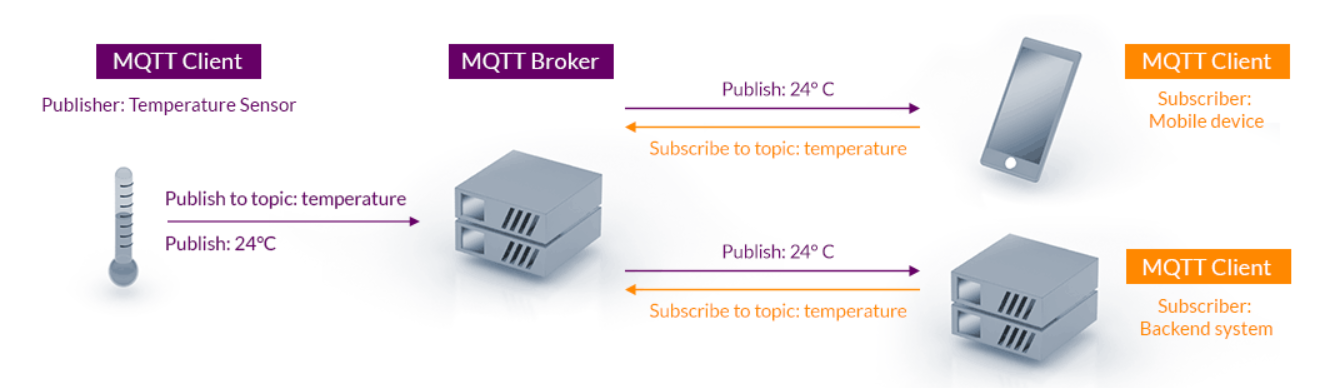 MQTT Client
Publisher: Temperature Sensor
Publish to topic: temperature
Publish: 24°C
MQTT Broker
Publish: 24° C
Subscribe to topic: temperature
MQTT Client
Subscriber:
Mobile device
Publish: 24° C
Subscribe to topic: temperature
MQTT Client
Subscriber:
Backend system